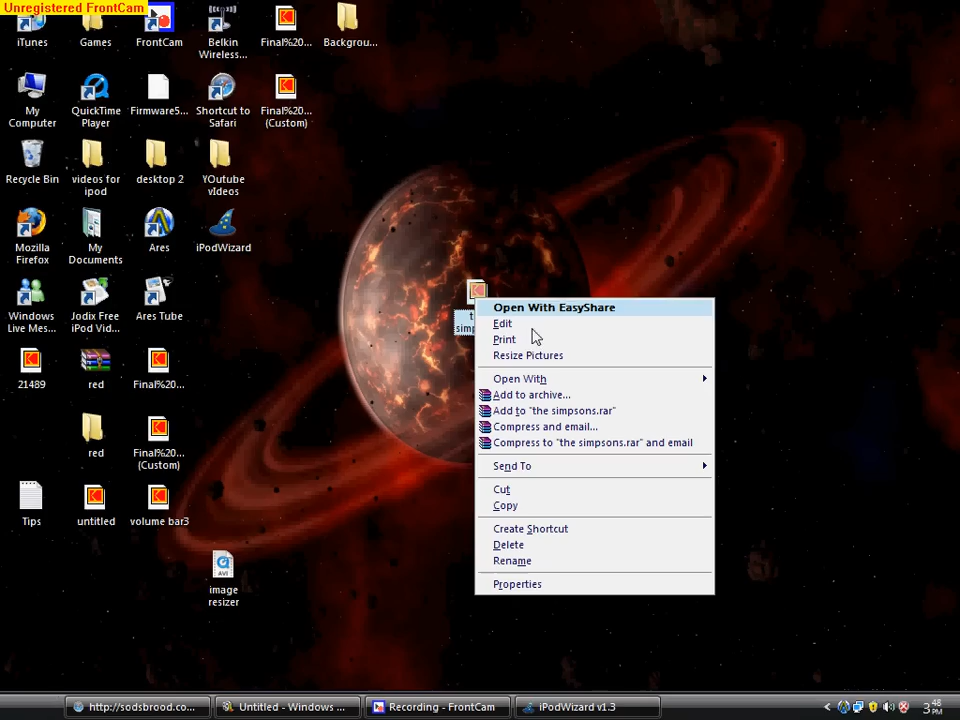 Unregistered FrontCam
iTunes
Games
FrontCam
Belkin
Wireless...
Final%20...
Backgrou...
My
Computer
QuickTime
Player
Firmware5...
Shortcut to
Safari
Final%20...
(Custom)
Recycle Bin
videos for
ipod
desktop 2
YOutube
vIdeos
Mozilla
Firefox
My
Documents
Ares
iPodWizard
Windows
Live Mes...
Jodix Free
iPod Vid...
Ares Tube
21489
red
Final%20...
red
Final%20...
(Custom)
Tips
untitled
volume bar3
image
resizer
Open With EasyShare
Edit
Print
Resize Pictures
Open With
Add to archive...
Add to "the simpsons.rar"
Compress and email...
Compress to "the simpsons.rar" and email
Send To
Cut
Copy
Create Shortcut
Delete
Rename
Properties
http://sodsbrood.co...
Untitled - Windows ...
Recording - FrontCam
iPodWizard v1.3
3:48
PM